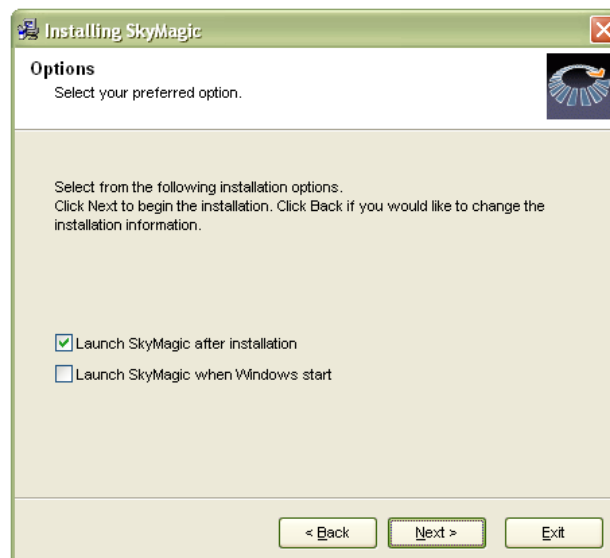 Installing SkyMagic
Options
Select your preferred option.
Select from the following installation options.
Click Next to begin the installation. Click Back if you would like to change the
installation information.
Launch SkyMagic after installation
Launch SkyMagic when Windows start
< Back
Next >
Exit